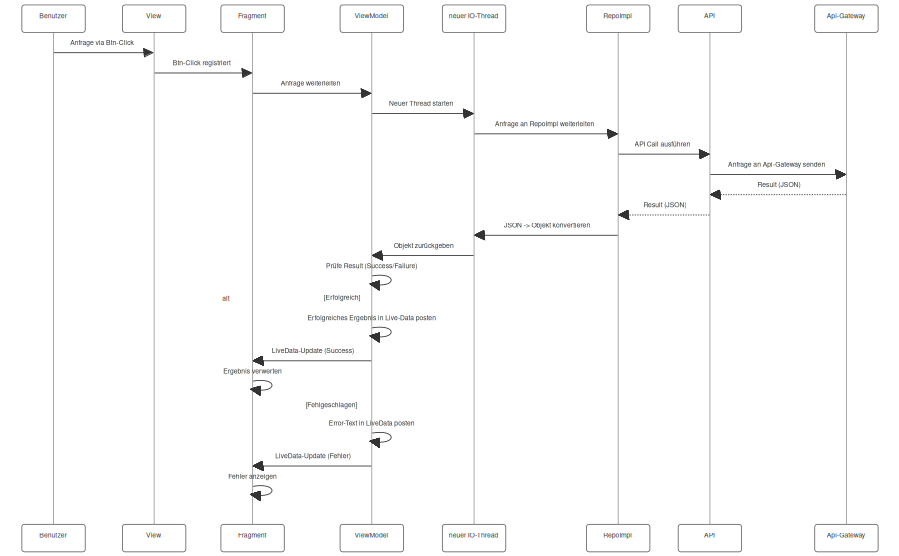 Benutzer View Fragment ViewModel neuer IO-Thread RepoImpl API Api-Gateway
Anfrage via Btn-Click
Btn-Click registriert
Anfrage weiterleiten
Neuer Thread starten
Anfrage an RepoImpl weiterleiten
API Call ausführen
Anfrage an Api-Gateway senden
Result (JSON)
Result (JSON)
JSON -> Objekt konvertieren
Objekt zurückgeben
Prüfe Result (Success/Failure)
alt [Erfolgreich]
Erfolgreiches Ergebnis in Live-Data posten
LiveData-Update (Success)
Ergebnis verwerten
[Fehlgeschlagen]
Error-Text in LiveData posten
LiveData-Update (Fehler)
Fehler anzeigen
Benutzer View Fragment ViewModel neuer IO-Thread RepoImpl API Api-Gateway